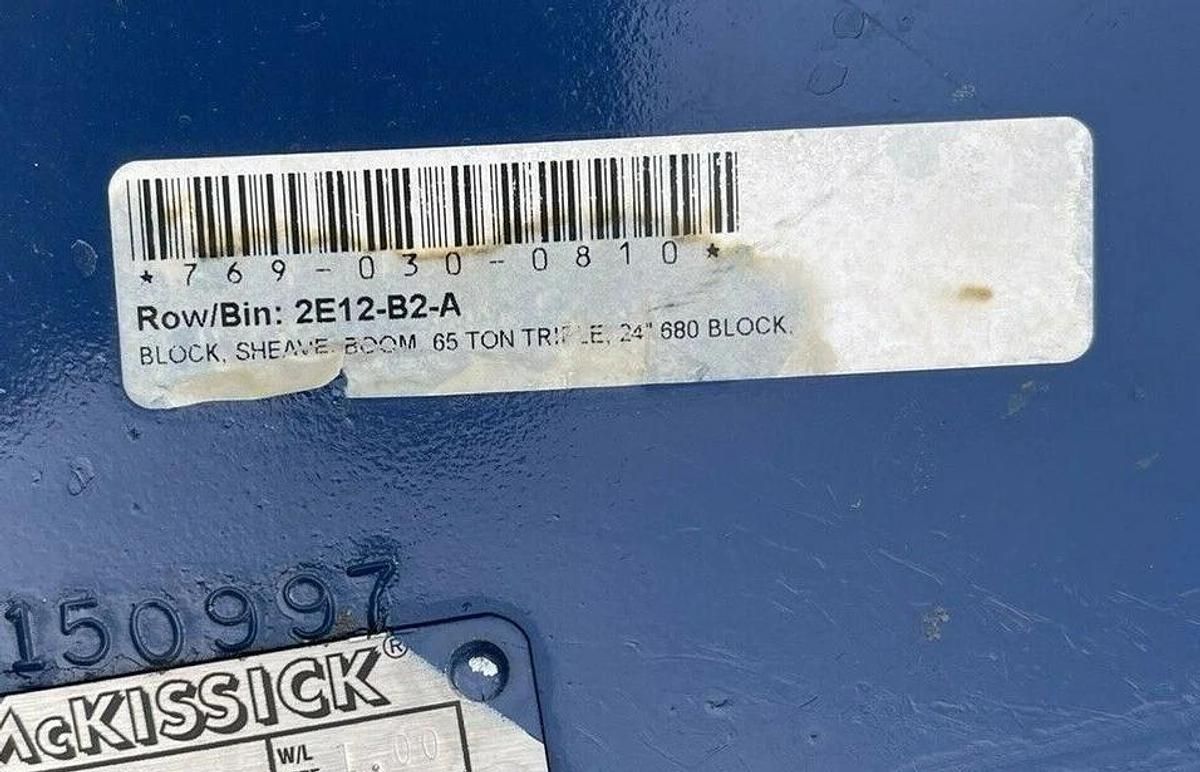 *769-030-0810*
Row/Bin: 2E12-B2-A
BLOCK, SHEAVE, BOOM, 65 TON TRIPLE, 24" 680 BLOCK,
150997
McKISSICK®
W/L